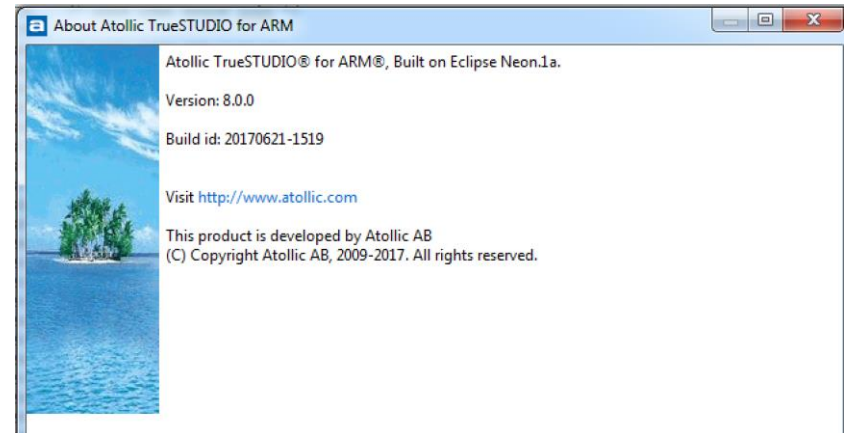 About Atollic TrueSTUDIO for ARM
Atollic TrueSTUDIO® for ARM®, Built on Eclipse Neon.1a.
Version: 8.0.0
Build id: 20170621-1519
Visit http://www.atollic.com
This product is developed by Atollic AB
(C) Copyright Atollic AB, 2009-2017. All rights reserved.